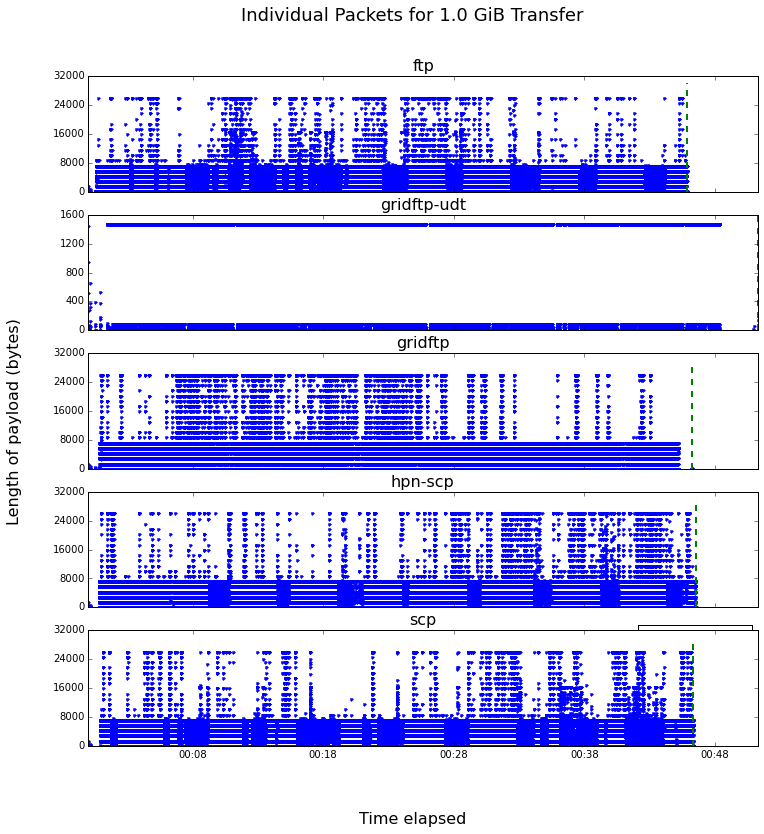 Individual Packets for 1.0 GiB Transfer
ftp
32000
24000
16000
8000
0
gridftp-udt
1600
1200
800
400
0
gridftp
32000
24000
16000
8000
0
hpn-scp
32000
24000
16000
8000
0
scp
32000
24000
16000
8000
0
00:08 00:18 00:28 00:38 00:48
Length of payload (bytes)
Time elapsed